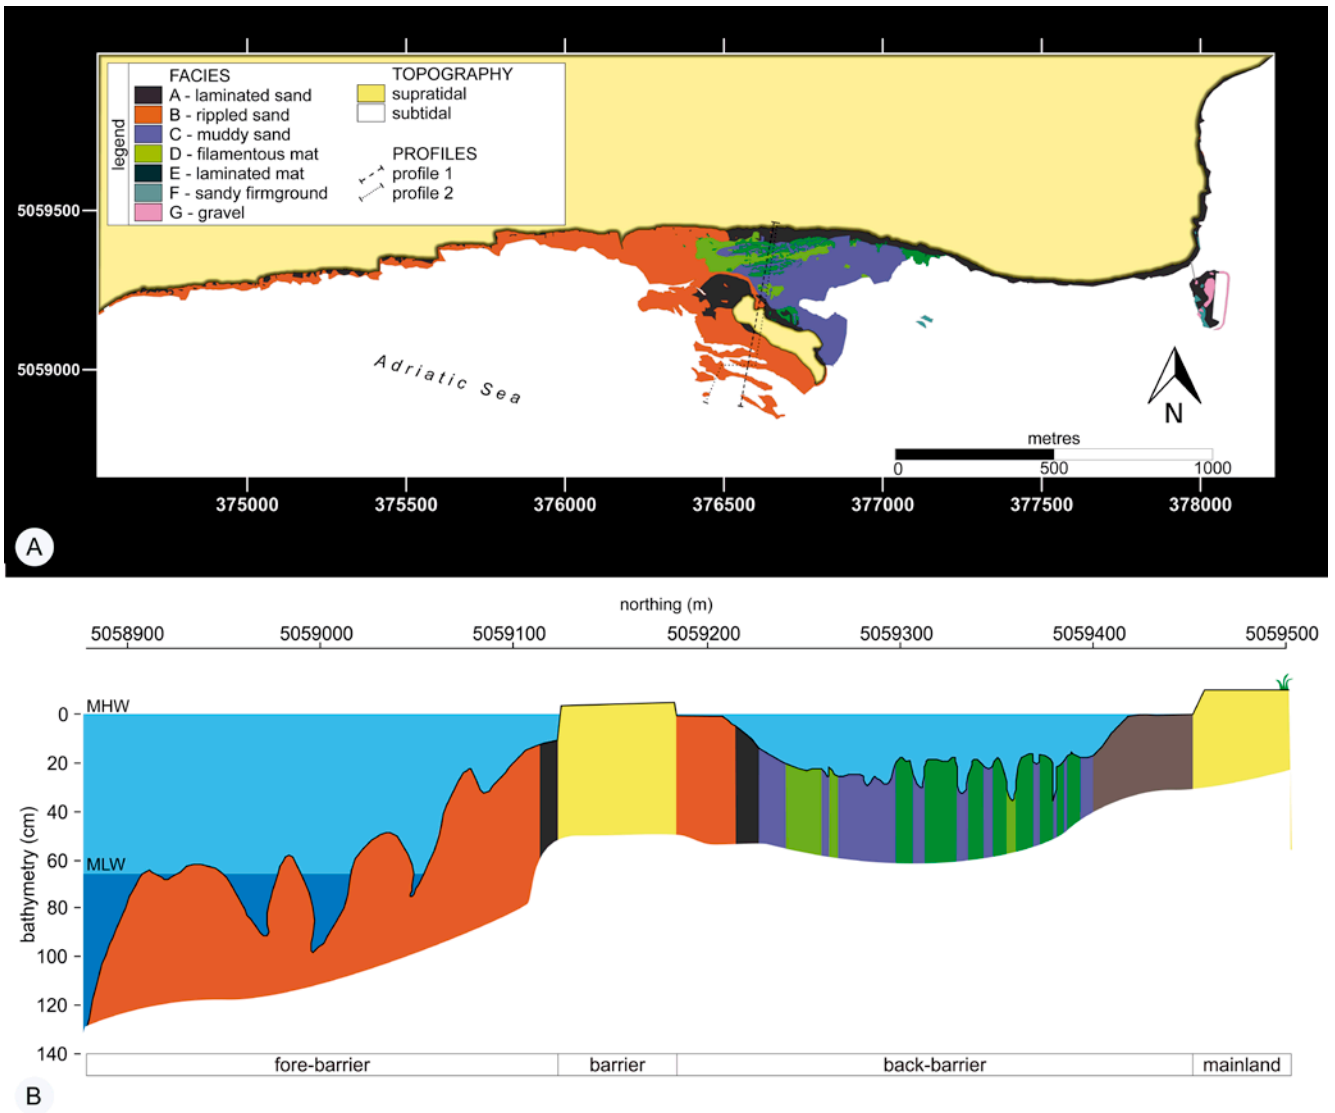 FACIES
A - laminated sand
B - rippled sand
C - muddy sand
D - filamentous mat
E - laminated mat
F - sandy firmground
G - gravel
legend
TOPOGRAPHY
supratidal
subtidal
PROFILES
profile 1
profile 2
5059500
5059000
Adriatic Sea
N
metres
0 500 1000
375000 375500 376000 376500 377000 377500 378000
A
northing (m)
5058900 5059000 5059100 5059200 5059300 5059400 5059500
MHW
0
20
40
60
MLW
80
100
120
140
bathymetry (cm)
fore-barrier barrier back-barrier mainland
B